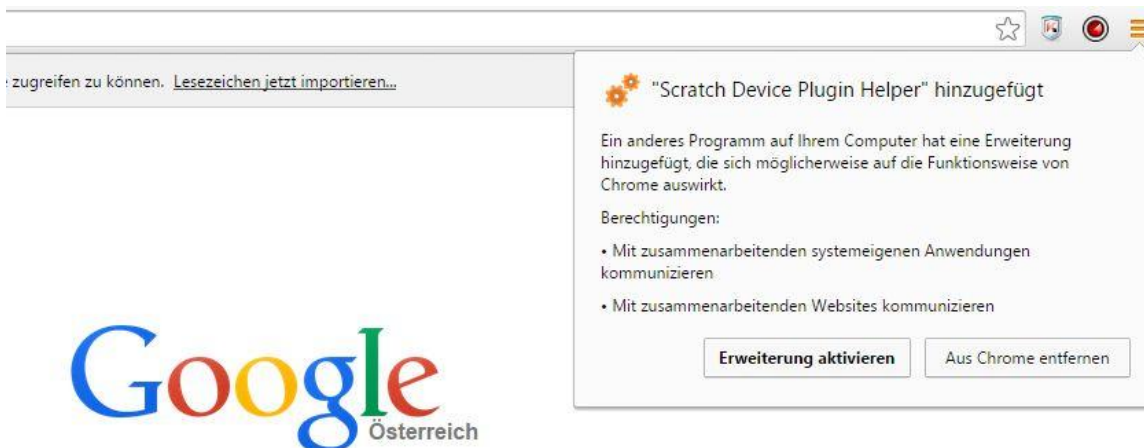 zugreifen zu können. Lesezeichen jetzt importieren...
"Scratch Device Plugin Helper" hinzugefügt
Ein anderes Programm auf Ihrem Computer hat eine Erweiterung
hinzugefügt, die sich möglicherweise auf die Funktionsweise von
Chrome auswirkt.
Berechtigungen:
• Mit zusammenarbeitenden systemeigenen Anwendungen
kommunizieren
• Mit zusammenarbeitenden Websites kommunizieren
Erweiterung aktivieren
Aus Chrome entfernen
Google
Österreich